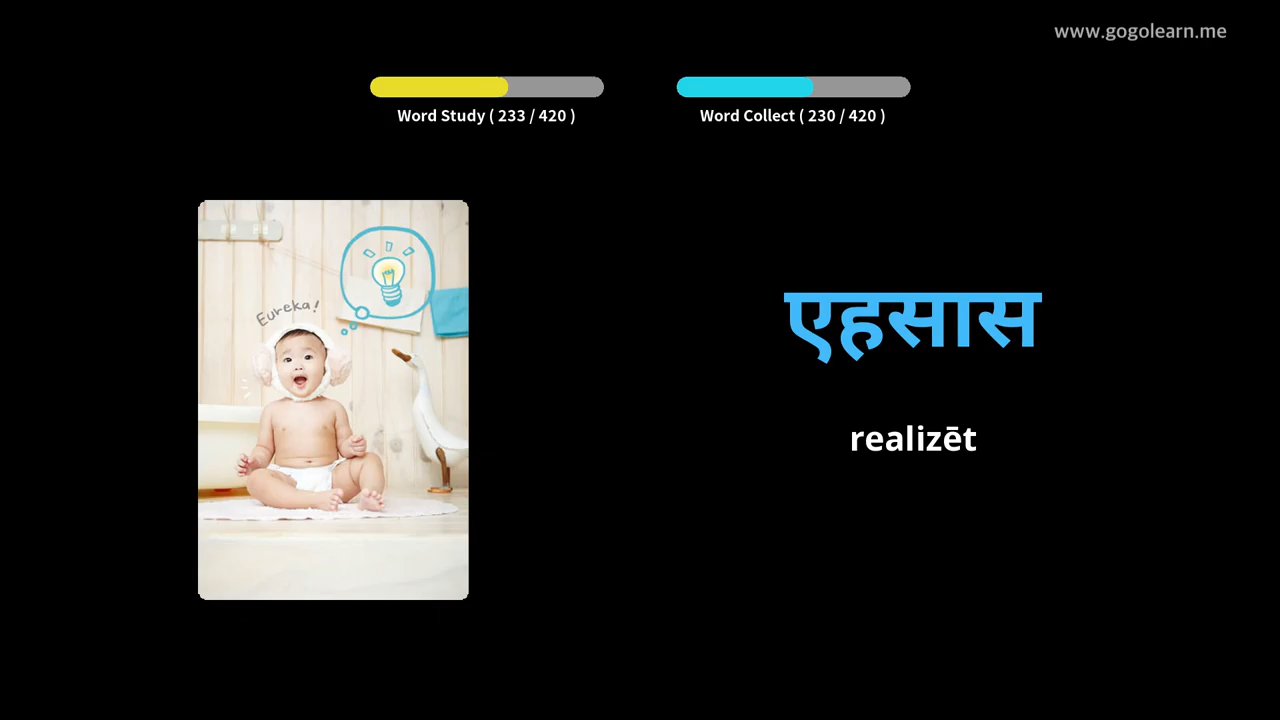 www.gogolearn.me
Word Study ( 233 / 420 )
Word Collect ( 230 / 420 )
Eureka!
एहसास
realizēt